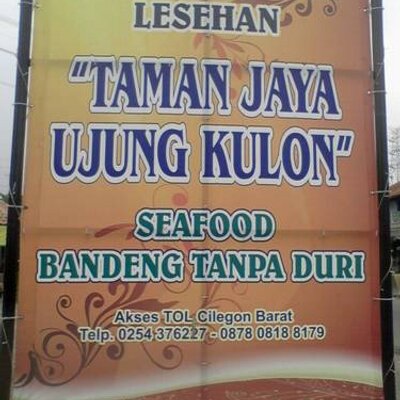 LESEHAN
"TAMAN JAYA
UJUNG KULON"
SEAFOOD
BANDENG TANPA DURI
Akses TOL Cilegon Barat
Telp. 0254 376227 - 0878 0818 8179